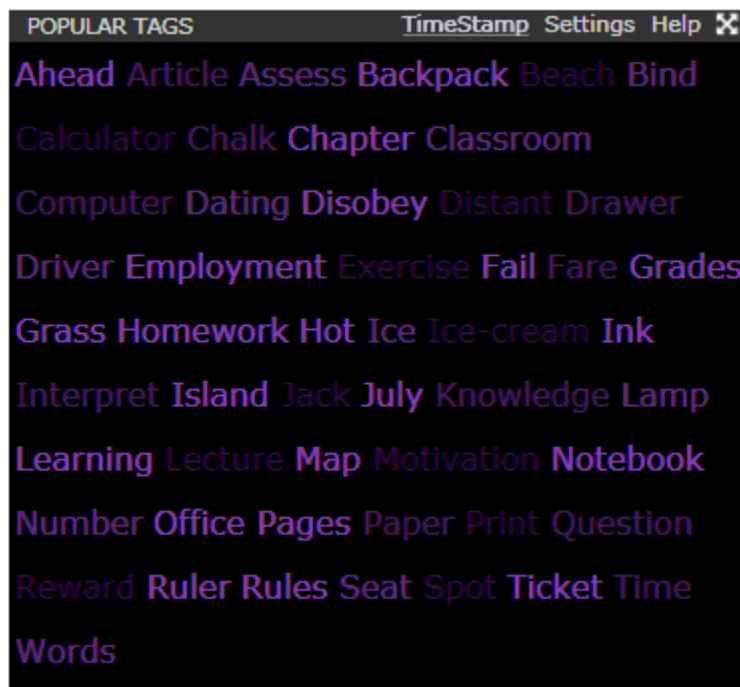 POPULAR TAGS TimeStamp Settings Help
Ahead Article Assess Backpack Beach Bind
Calculator Chalk Chapter Classroom
Computer Dating Disobey Distant Drawer
Driver Employment Exercise Fail Fare Grades
Grass Homework Hot Ice Ice-cream Ink
Interpret Island Jack July Knowledge Lamp
Learning Lecture Map Motivation Notebook
Number Office Pages Paper Print Question
Reward Ruler Rules Seat Spot Ticket Time
Words